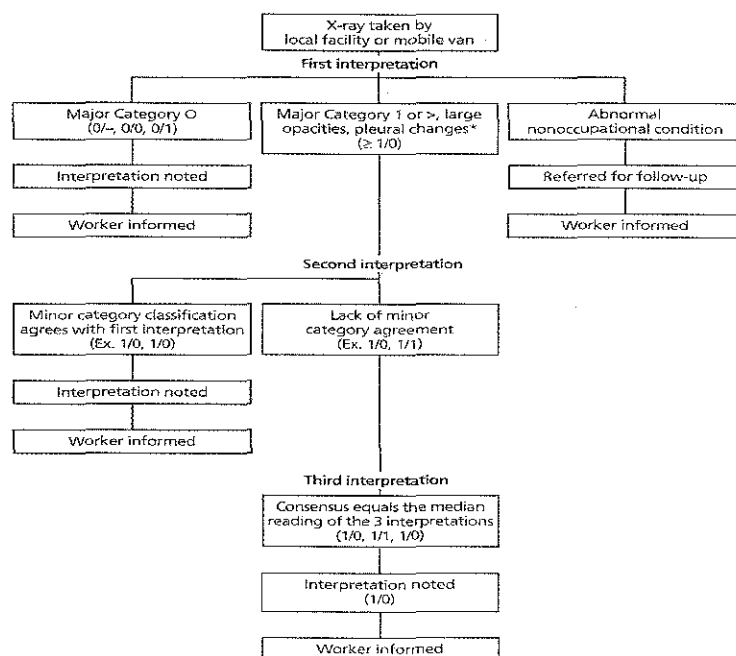 X-ray taken by
local facility or mobile van
First interpretation
Major Category O
(0/–, 0/0, 0/1)
Interpretation noted
Worker informed
Major Category 1 or >, large
opacities, pleural changes*
(≥ 1/0)
Abnormal
nonoccupational condition
Referred for follow-up
Worker informed
Second interpretation
Minor category classification
agrees with first interpretation
(Ex. 1/0, 1/0)
Interpretation noted
Worker informed
Lack of minor
category agreement
(Ex. 1/0, 1/1)
Third interpretation
Consensus equals the median
reading of the 3 interpretations
(1/0, 1/1, 1/0)
Interpretation noted
(1/0)
Worker informed